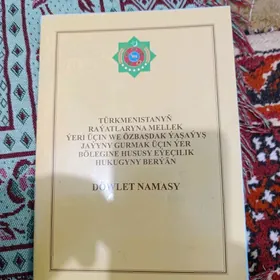 TÜRKMENISTANYŇ
RAÝATLARYNA MELLEK
ÝERI ÜÇIN WE ÖZBAŞDAK ÝAŞAÝYŞ
JAÝYNY GURMAK ÜÇIN ÝER
BÖLEGINE HUSUSY EÝEÇILIK
HUKUGYNY BERÝÄN
DÖWLET NAMASY